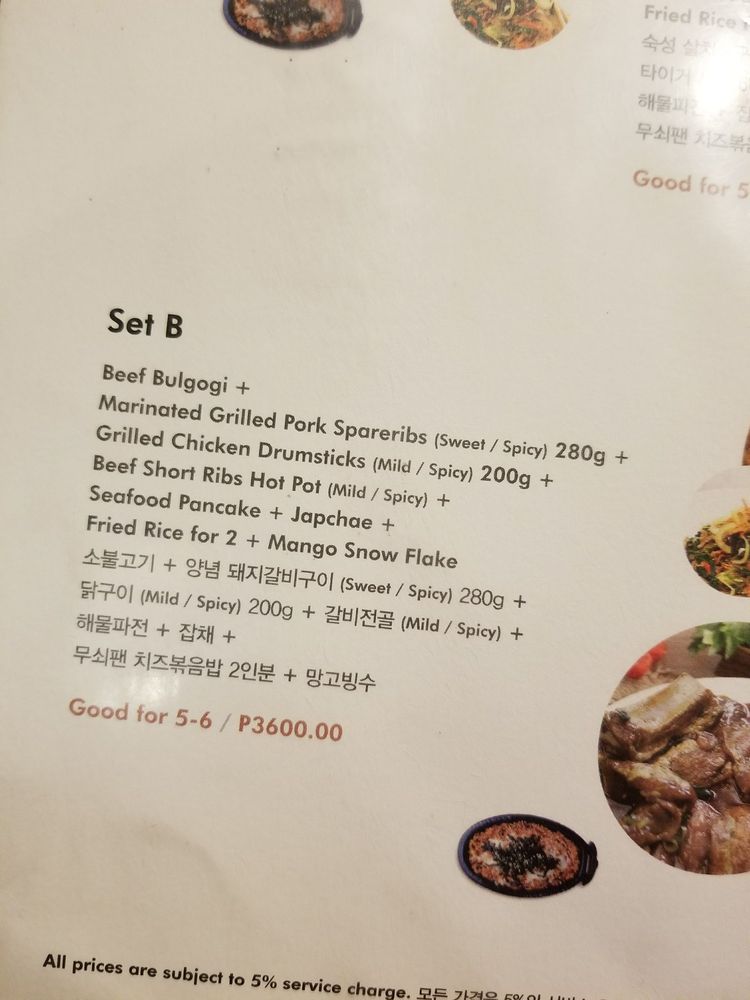 Fried Rice
숙성
타이거
해물파전
무쇠팬 치즈볶음
Good for 5
Set B
Beef Bulgogi +
Marinated Grilled Pork Spareribs (Sweet / Spicy) 280g +
Grilled Chicken Drumsticks (Mild / Spicy) 200g +
Beef Short Ribs Hot Pot (Mild / Spicy) +
Seafood Pancake + Japchae +
Fried Rice for 2 + Mango Snow Flake
소불고기 + 양념 돼지갈비구이 (Sweet / Spicy) 280g +
닭구이 (Mild / Spicy) 200g + 갈비전골 (Mild / Spicy) +
해물파전 + 잡채 +
무쇠팬 치즈볶음밥 2인분 + 망고빙수
Good for 5-6 / P3600.00
All prices are subject to 5% service charge. 모든 가격은 5%의